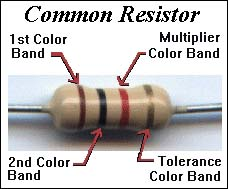 Common Resistor
1st Color
Band
Multiplier
Color Band
2nd Color
Band
Tolerance
Color Band